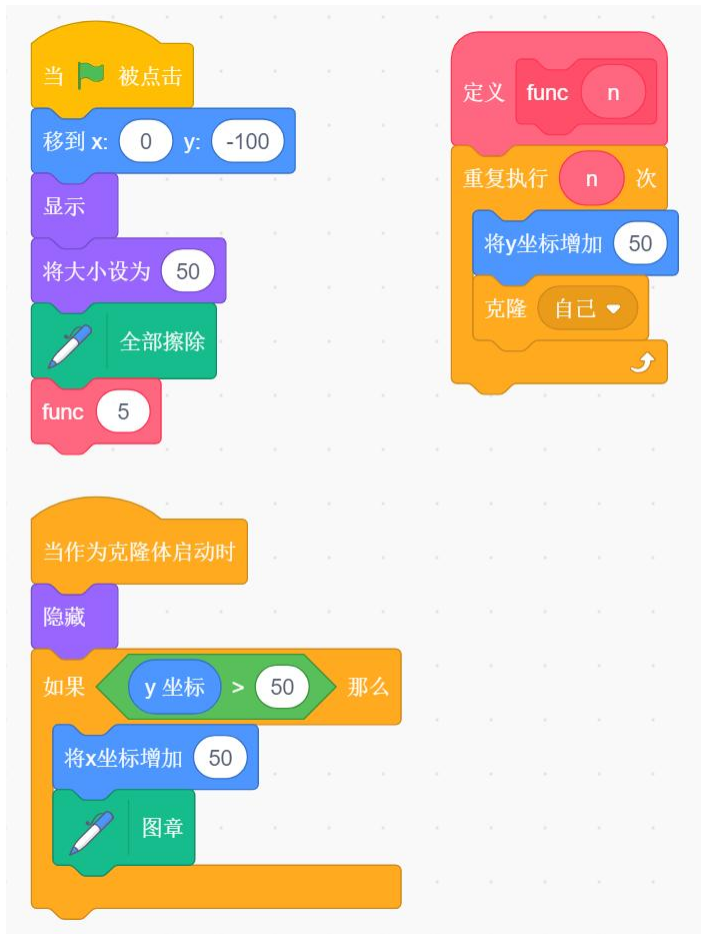 当 被点击
移到 x: 0 y: -100
显示
将大小设为 50
全部擦除
func 5
定义 func n
重复执行 n 次
将y坐标增加 50
克隆 自己
当作为克隆体启动时
隐藏
如果 y 坐标 > 50 那么
将x坐标增加 50
图章